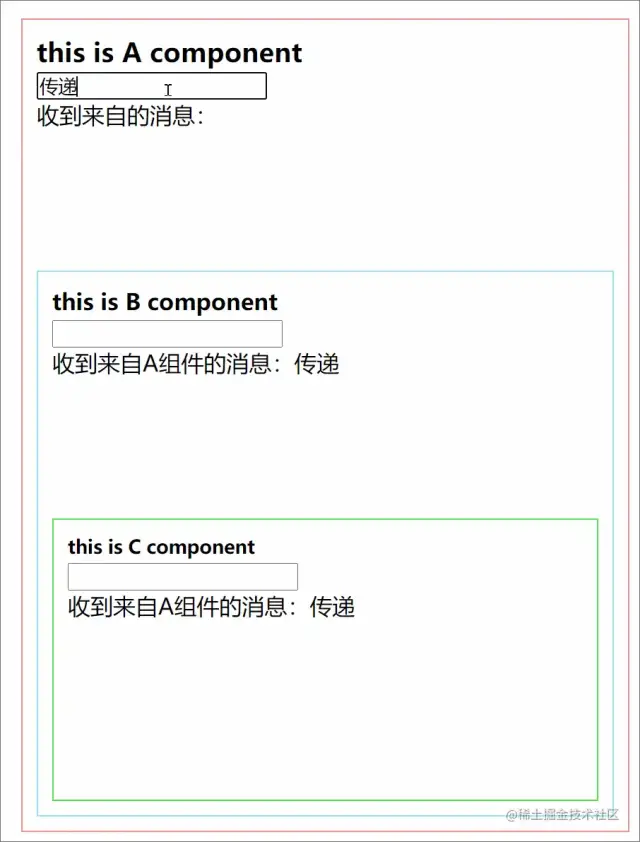 this is A component
传递
收到来自的消息：
this is B component
收到来自A组件的消息：传递
this is C component
收到来自A组件的消息：传递
@稀土掘金技术社区